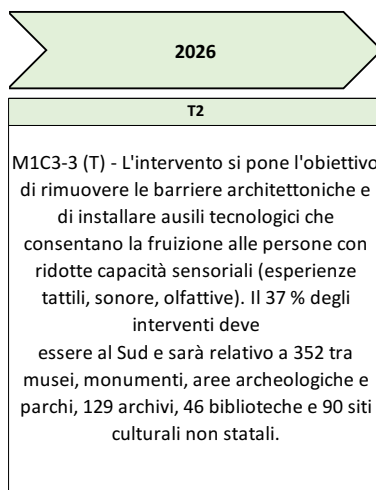 2026
T2
M1C3-3 (T) - L'intervento si pone l'obiettivo
di rimuovere le barriere architettoniche e
di installare ausili tecnologici che
consentano la fruizione alle persone con
ridotte capacità sensoriali (esperienze
tattili, sonore, olfattive). Il 37 % degli
interventi deve
essere al Sud e sarà relativo a 352 tra
musei, monumenti, aree archeologiche e
parchi, 129 archivi, 46 biblioteche e 90 siti
culturali non statali.